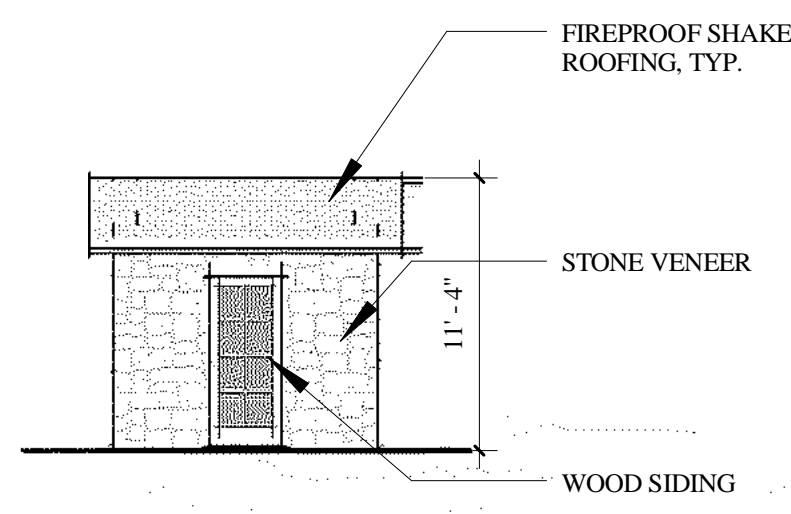 FIREPROOF SHAKE
ROOFING, TYP.
STONE VENEER
11' - 4"
WOOD SIDING